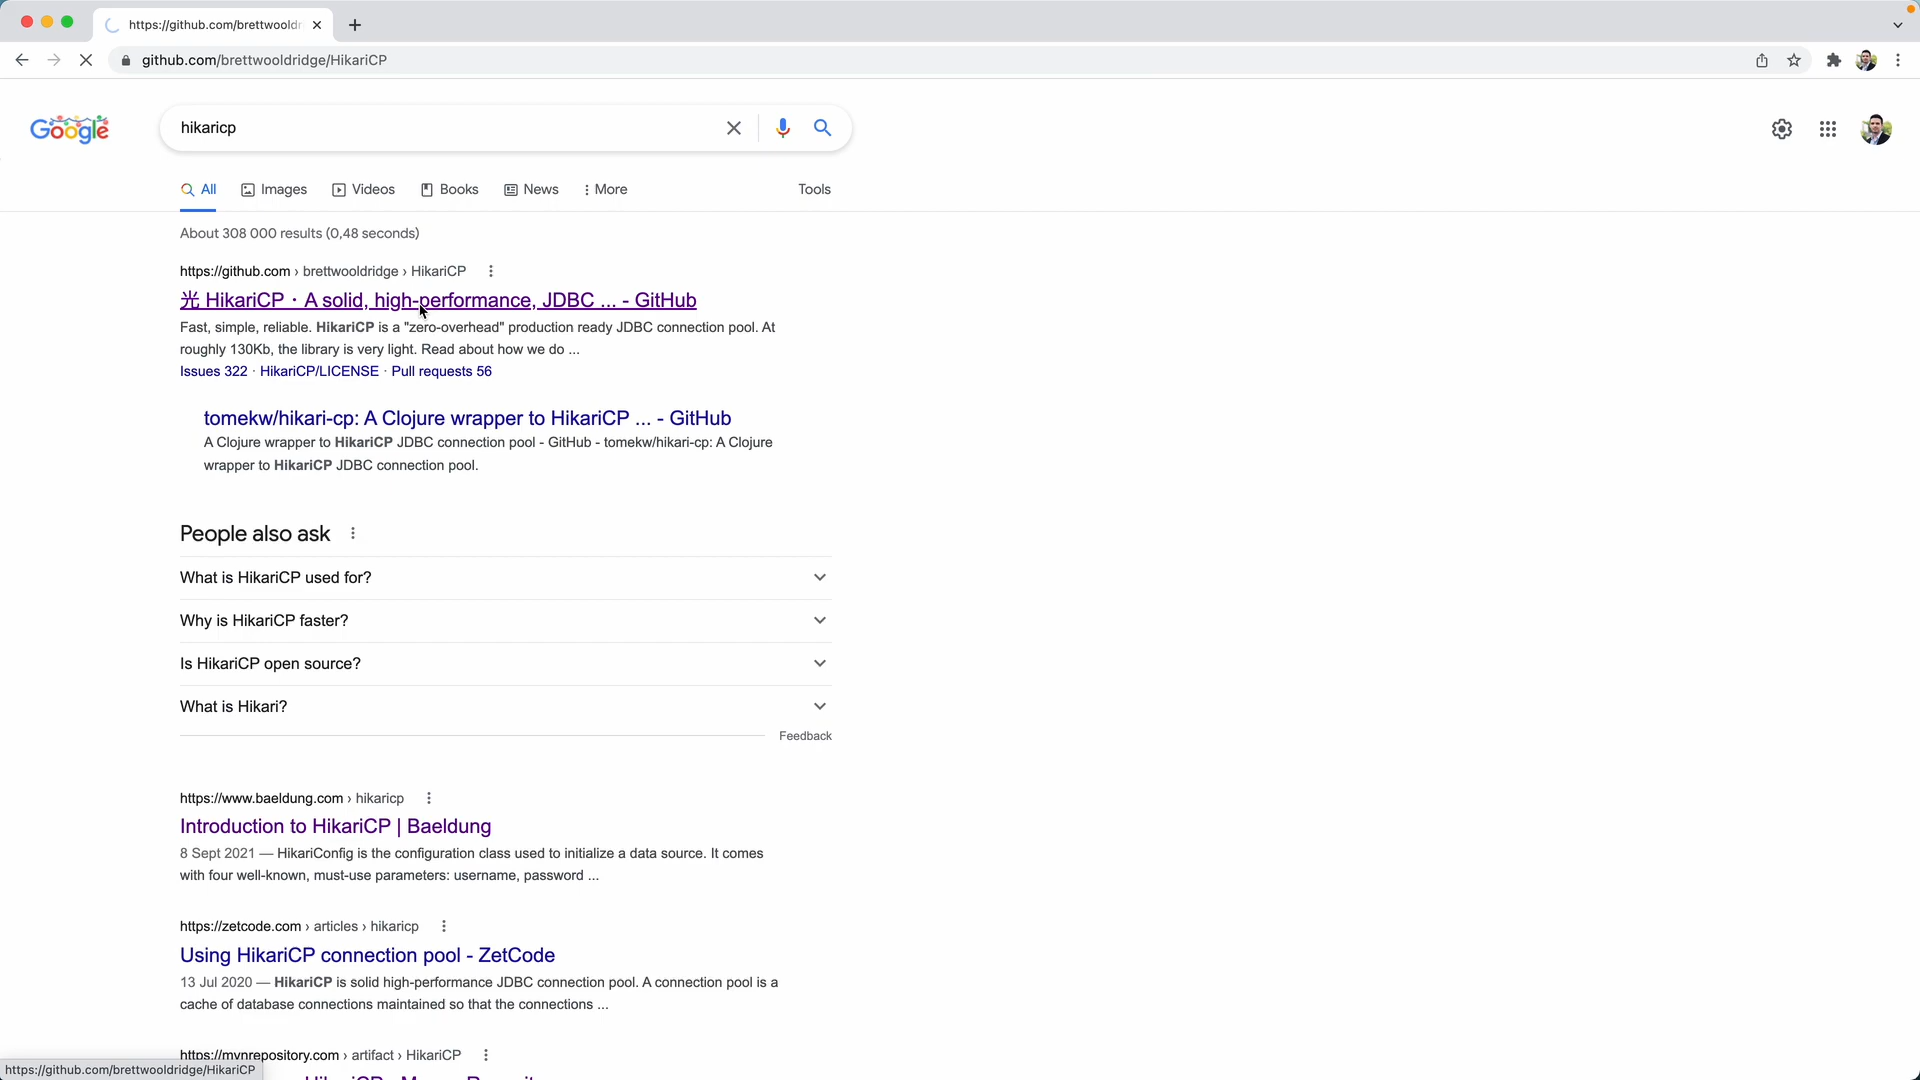 https://github.com/brettwooldr
github.com/brettwooldridge/HikariCP
Google
hikaricp
All
Images
Videos
Books
News
More
Tools
About 308 000 results (0,48 seconds)
https://github.com › brettwooldridge › HikariCP
光 HikariCP・A solid, high-performance, JDBC ... - GitHub
Fast, simple, reliable. HikariCP is a "zero-overhead" production ready JDBC connection pool. At
roughly 130Kb, the library is very light. Read about how we do ...
Issues 322 · HikariCP/LICENSE · Pull requests 56
tomekw/hikari-cp: A Clojure wrapper to HikariCP ... - GitHub
A Clojure wrapper to HikariCP JDBC connection pool - GitHub - tomekw/hikari-cp: A Clojure
wrapper to HikariCP JDBC connection pool.
People also ask
What is HikariCP used for?
Why is HikariCP faster?
Is HikariCP open source?
What is Hikari?
Feedback
https://www.baeldung.com › hikaricp
Introduction to HikariCP | Baeldung
8 Sept 2021 — HikariConfig is the configuration class used to initialize a data source. It comes
with four well-known, must-use parameters: username, password ...
https://zetcode.com › articles › hikaricp
Using HikariCP connection pool - ZetCode
13 Jul 2020 — HikariCP is solid high-performance JDBC connection pool. A connection pool is a
cache of database connections maintained so that the connections ...
https://mvnrepository.com › artifact › HikariCP
https://github.com/brettwooldridge/HikariCP